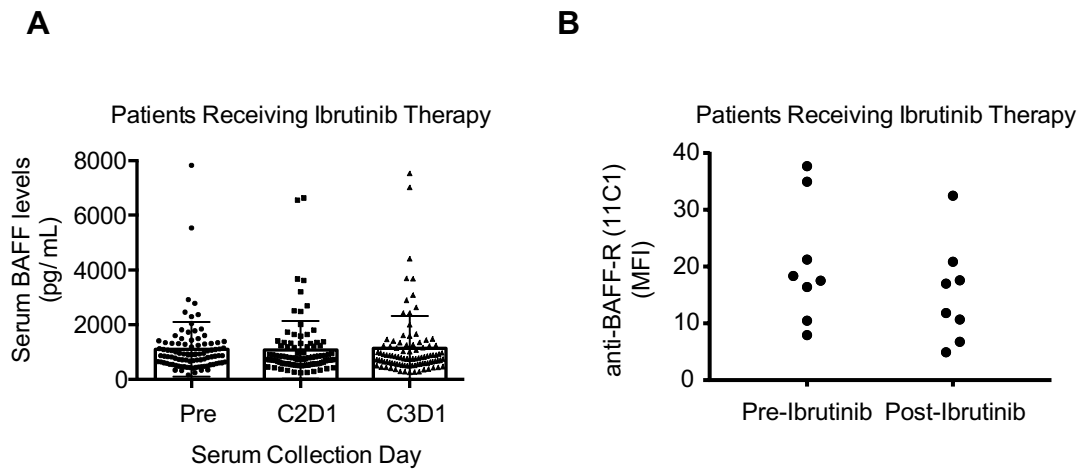 A
Patients Receiving Ibrutinib Therapy
Serum BAFF levels
(pg/mL)
8000
6000
4000
2000
0
Pre C2D1 C3D1
Serum Collection Day
B
Patients Receiving Ibrutinib Therapy
anti-BAFF-R (11C1)
(MFI)
40
30
20
10
0
Pre-Ibrutinib Post-Ibrutinib